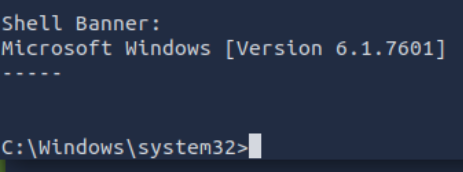 Shell Banner:
Microsoft Windows [Version 6.1.7601]
-----
C:\Windows\system32>